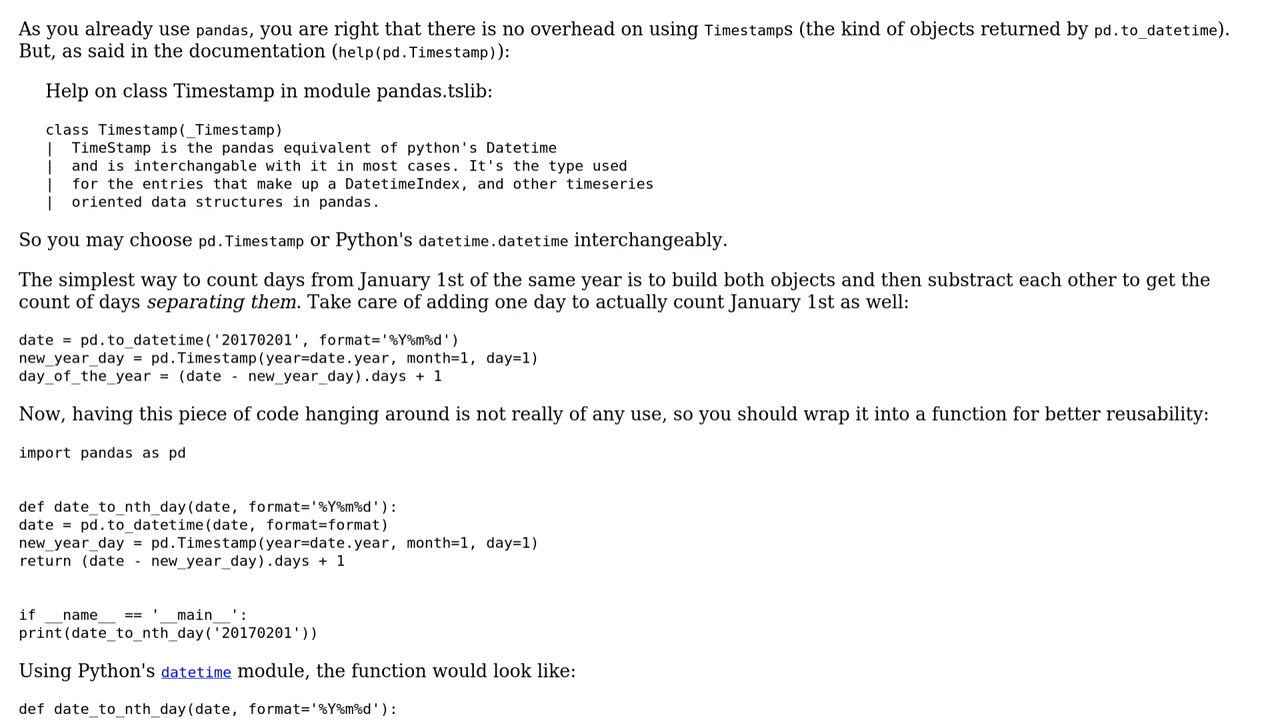 As you already use pandas, you are right that there is no overhead on using Timestamps (the kind of objects returned by pd.to_datetime).
But, as said in the documentation (help(pd.Timestamp)):
Help on class Timestamp in module pandas.tslib:
class Timestamp(_Timestamp)
|  TimeStamp is the pandas equivalent of python's Datetime
|  and is interchangable with it in most cases. It's the type used
|  for the entries that make up a DatetimeIndex, and other timeseries
|  oriented data structures in pandas.
So you may choose pd.Timestamp or Python's datetime.datetime interchangeably.
The simplest way to count days from January 1st of the same year is to build both objects and then substract each other to get the
count of days separating them. Take care of adding one day to actually count January 1st as well:
date = pd.to_datetime('20170201', format='%Y%m%d')
new_year_day = pd.Timestamp(year=date.year, month=1, day=1)
day_of_the_year = (date - new_year_day).days + 1
Now, having this piece of code hanging around is not really of any use, so you should wrap it into a function for better reusability:
import pandas as pd
def date_to_nth_day(date, format='%Y%m%d'):
date = pd.to_datetime(date, format=format)
new_year_day = pd.Timestamp(year=date.year, month=1, day=1)
return (date - new_year_day).days + 1
if __name__ == '__main__':
print(date_to_nth_day('20170201'))
Using Python's datetime module, the function would look like:
def date_to_nth_day(date, format='%Y%m%d'):